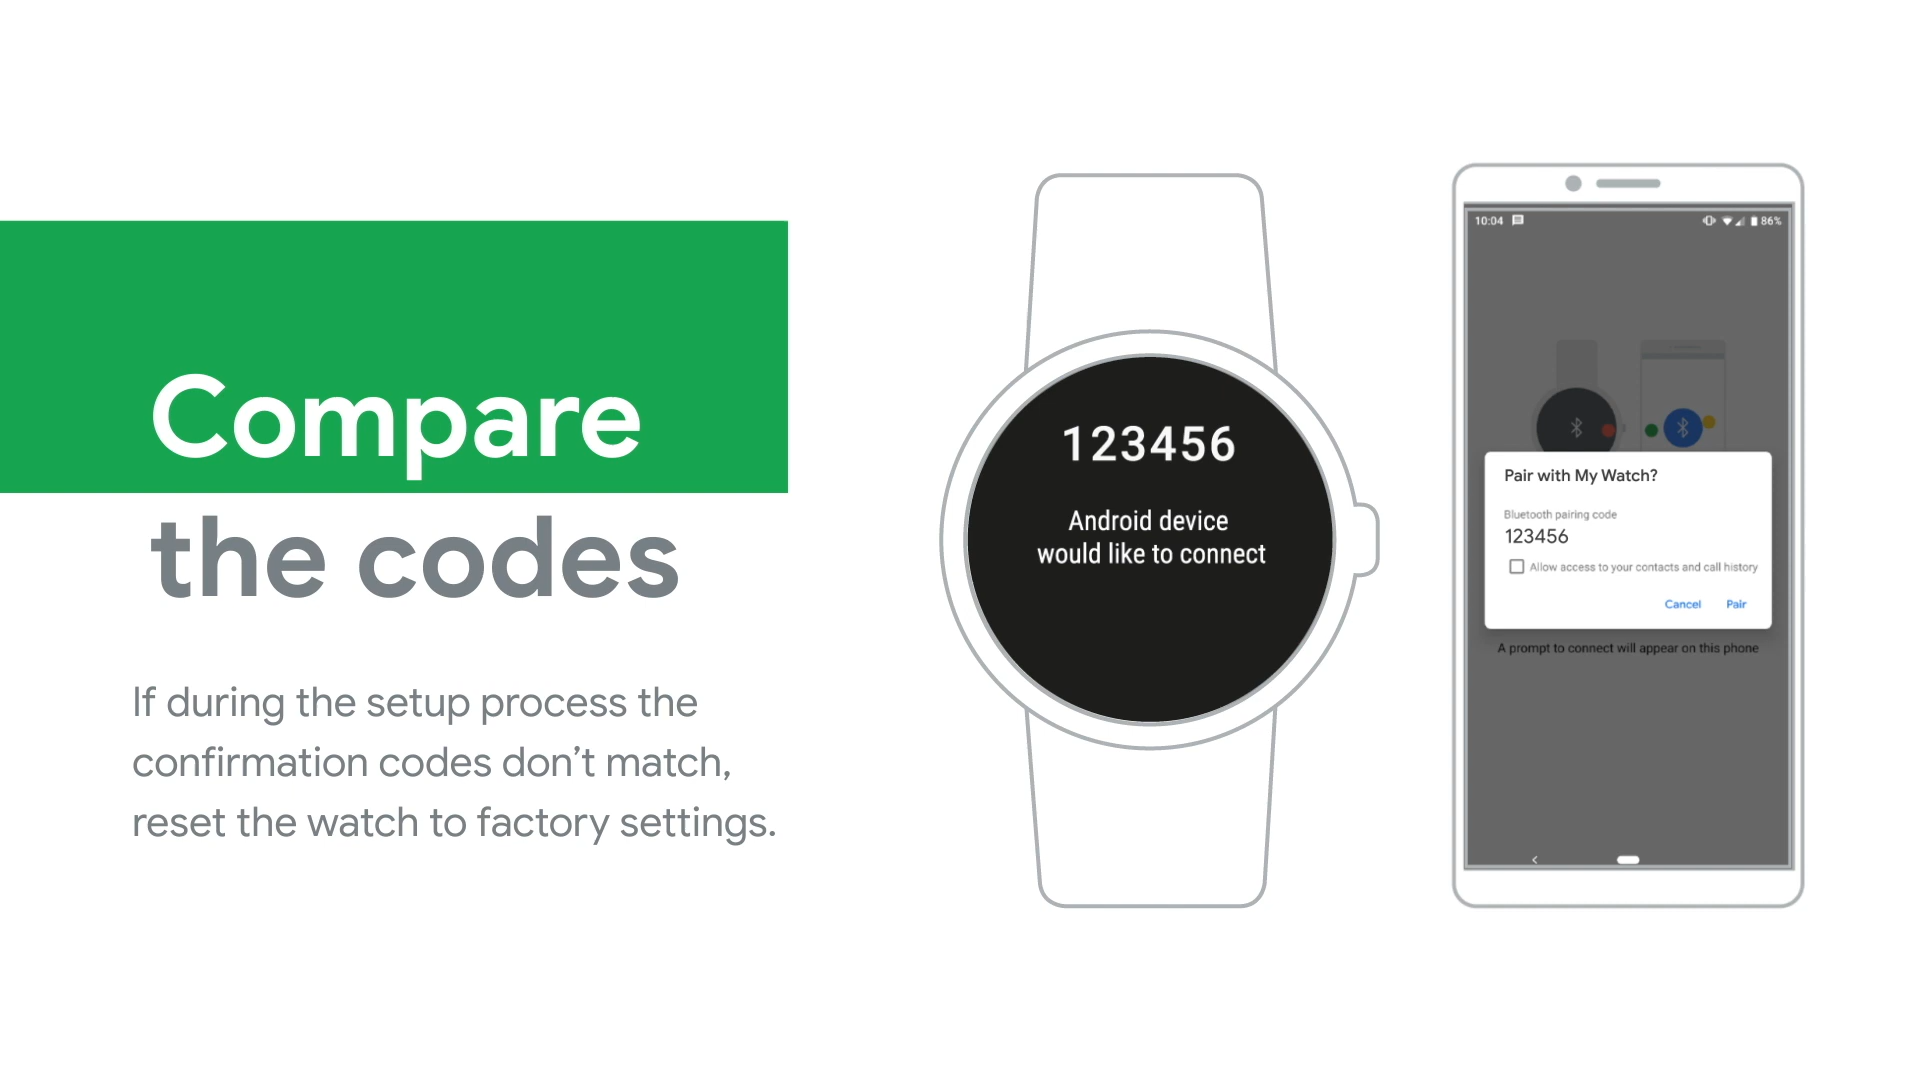 Compare
the codes
If during the setup process the
confirmation codes don’t match,
reset the watch to factory settings.
123456
Android device
would like to connect
10:04
86%
Pair with My Watch?
Bluetooth pairing code
123456
Allow access to your contacts and call history
Cancel Pair
A prompt to connect will appear on this phone